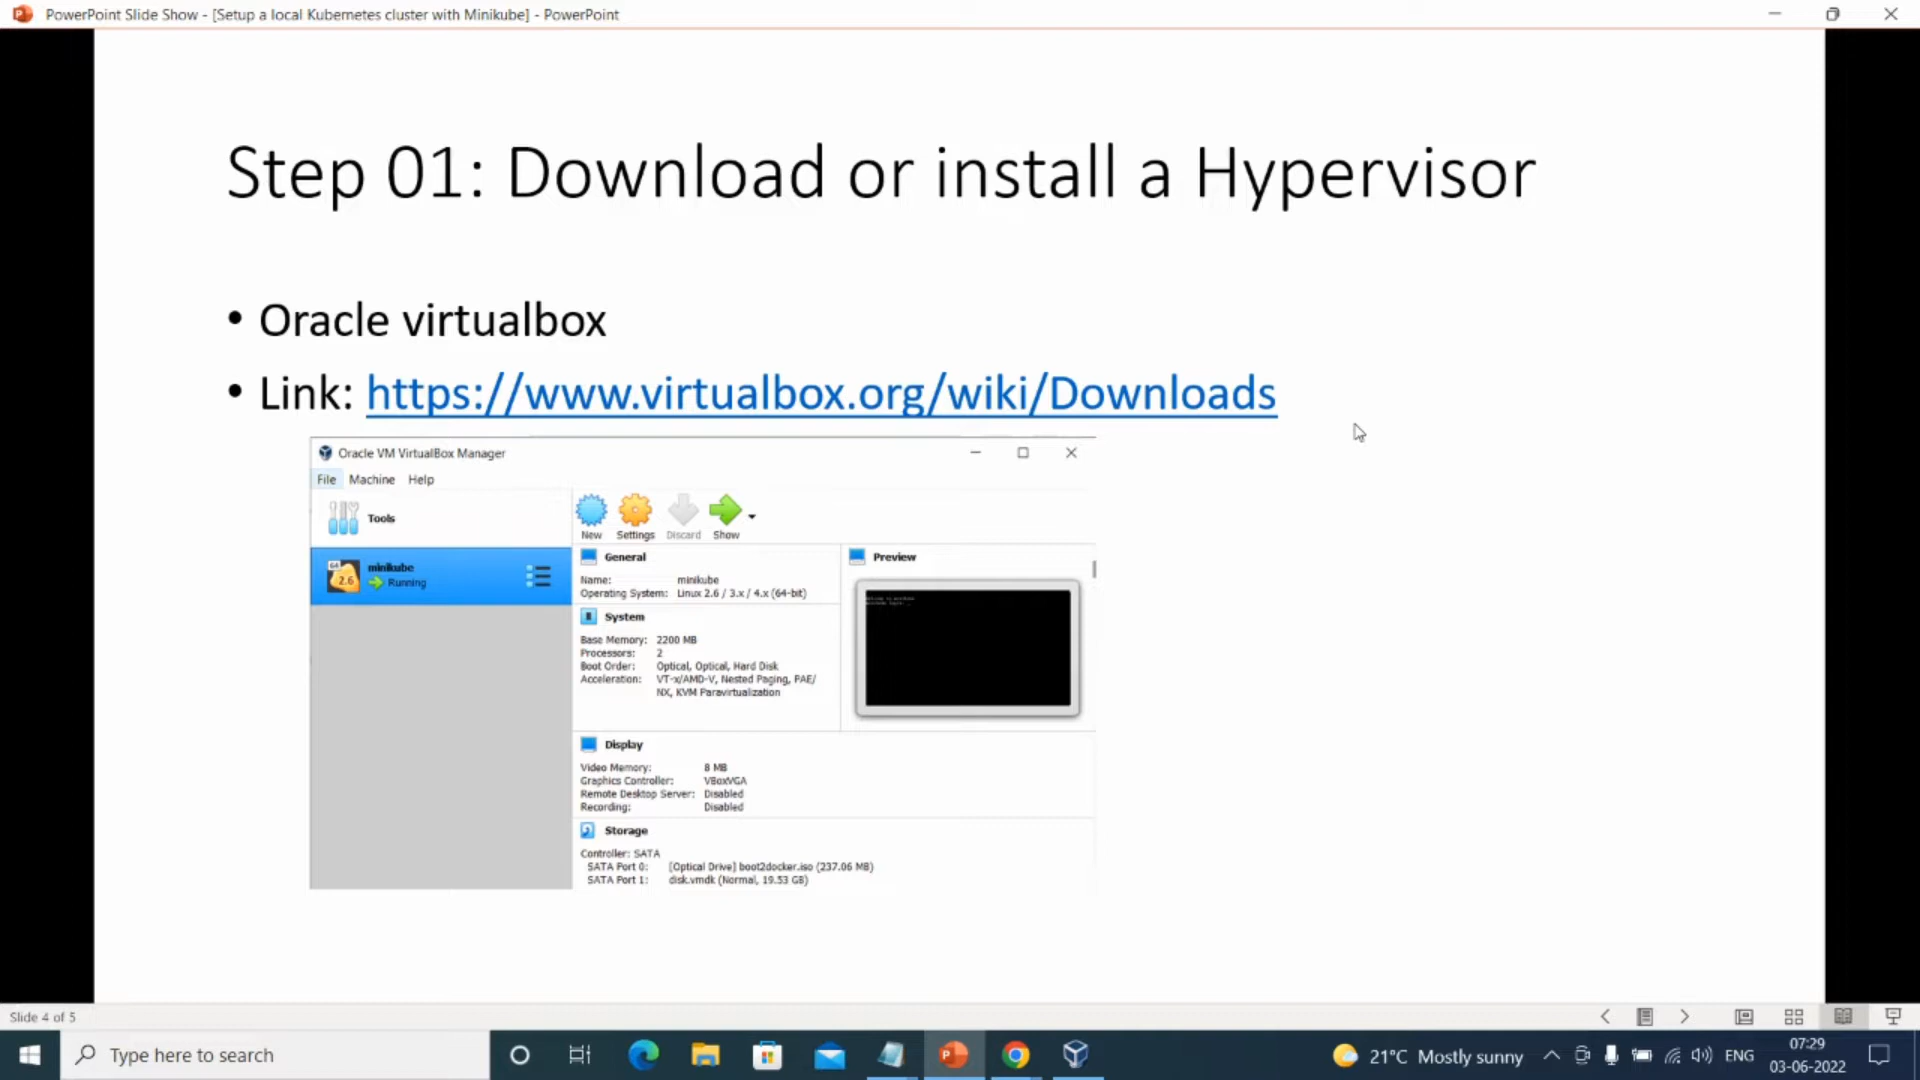 PowerPoint Slide Show - [Setup a local Kubernetes cluster with Minikube] - PowerPoint
Step 01: Download or install a Hypervisor
• Oracle virtualbox
• Link: https://www.virtualbox.org/wiki/Downloads
Oracle VM VirtualBox Manager
File Machine Help
Tools
New Settings Discard Show
64
2.6
minikube
Running
General
Name: minikube
Operating System: Linux 2.6 / 3.x / 4.x (64-bit)
Preview
System
Base Memory: 2200 MB
Processors: 2
Boot Order: Optical, Optical, Hard Disk
Acceleration: VT-x/AMD-V, Nested Paging, PAE/
NX, KVM Paravirtualization
Display
Video Memory: 8 MB
Graphics Controller: VBoxVGA
Remote Desktop Server: Disabled
Recording: Disabled
Storage
Controller: SATA
SATA Port 0: [Optical Drive] boot2docker.iso (237.06 MB)
SATA Port 1: disk.vmdk (Normal, 19.53 GB)
Slide 4 of 5
Type here to search
21°C Mostly sunny
ENG
07:29
03-06-2022